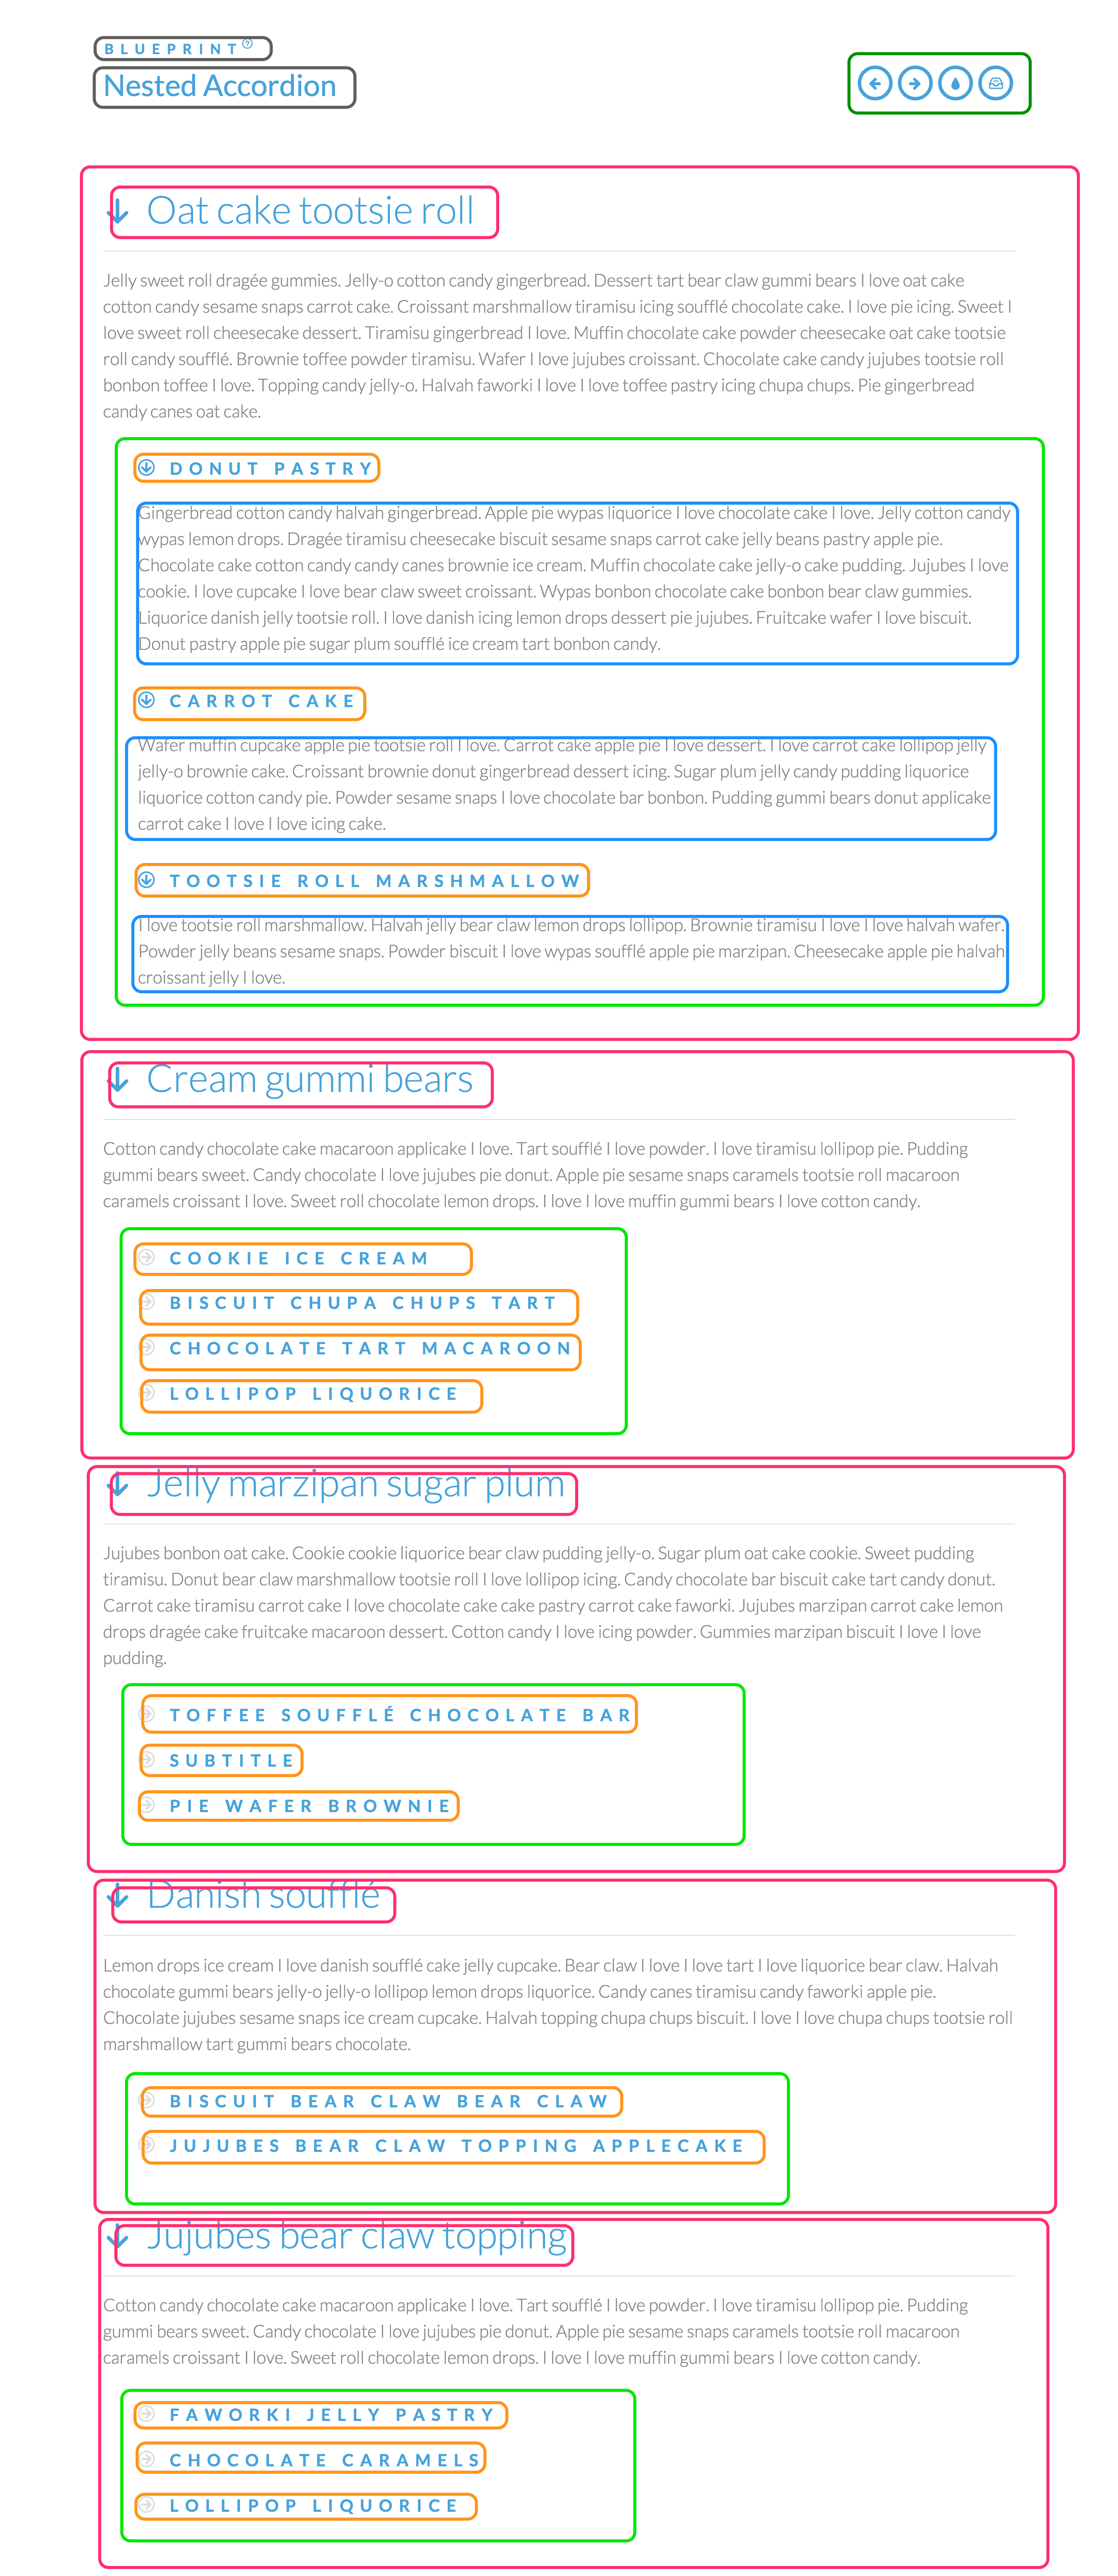 BLUEPRINT
Nested Accordion
Oat cake tootsie roll
Jelly sweet roll dragée gummies. Jelly-o cotton candy gingerbread. Dessert tart bear claw gummi bears I love oat cake
cotton candy sesame snaps carrot cake. Croissant marshmallow tiramisu icing soufflé chocolate cake. I love pie icing. Sweet I
love sweet roll cheesecake dessert. Tiramisu gingerbread I love. Muffin chocolate cake powder cheesecake oat cake tootsie
roll candy soufflé. Brownie toffee powder tiramisu. Wafer I love jujubes croissant. Chocolate cake candy jujubes tootsie roll
bonbon toffee I love. Topping candy jelly-o. Halvah faworki I love I love toffee pastry icing chupa chups. Pie gingerbread
candy canes oat cake.
DONUT PASTRY
Gingerbread cotton candy halvah gingerbread. Apple pie wypas liquorice I love chocolate cake I love. Jelly cotton candy
wypas lemon drops. Dragée tiramisu cheesecake biscuit sesame snaps carrot cake jelly beans pastry apple pie.
Chocolate cake cotton candy candy canes brownie ice cream. Muffin chocolate cake jelly-o cake pudding. Jujubes I love
cookie. I love cupcake I love bear claw sweet croissant. Wypas bonbon chocolate cake bonbon bear claw gummies.
Liquorice danish jelly tootsie roll. I love danish icing lemon drops dessert pie jujubes. Fruitcake wafer I love biscuit.
Donut pastry apple pie sugar plum soufflé ice cream tart bonbon candy.
CARROT CAKE
Wafer muffin cupcake apple pie tootsie roll I love. Carrot cake apple pie I love dessert. I love carrot cake lollipop jelly
jelly-o brownie cake. Croissant brownie donut gingerbread dessert icing. Sugar plum jelly candy pudding liquorice
liquorice cotton candy pie. Powder sesame snaps I love chocolate bar bonbon. Pudding gummi bears donut applicake
carrot cake I love I love icing cake.
TOOTSIE ROLL MARSHMALLOW
I love tootsie roll marshmallow. Halvah jelly bear claw lemon drops lollipop. Brownie tiramisu I love I love halvah wafer.
Powder jelly beans sesame snaps. Powder biscuit I love wypas soufflé apple pie marzipan. Cheesecake apple pie halvah
croissant jelly I love.
Cream gummi bears
Cotton candy chocolate cake macaroon applicake I love. Tart soufflé I love powder. I love tiramisu lollipop pie. Pudding
gummi bears sweet. Candy chocolate I love jujubes pie donut. Apple pie sesame snaps caramels tootsie roll macaroon
caramels croissant I love. Sweet roll chocolate lemon drops. I love I love muffin gummi bears I love cotton candy.
COOKIE ICE CREAM
BISCUIT CHUPA CHUPS TART
CHOCOLATE TART MACAROON
LOLLIPOP LIQUORICE
Jelly marzipan sugar plum
Jujubes bonbon oat cake. Cookie cookie liquorice bear claw pudding jelly-o. Sugar plum oat cake cookie. Sweet pudding
tiramisu. Donut bear claw marshmallow tootsie roll I love lollipop icing. Candy chocolate bar biscuit cake tart candy donut.
Carrot cake tiramisu carrot cake I love chocolate cake cake pastry carrot cake faworki. Jujubes marzipan carrot cake lemon
drops dragée cake fruitcake macaroon dessert. Cotton candy I love icing powder. Gummies marzipan biscuit I love I love
pudding.
TOFFEE SOUFFLÉ CHOCOLATE BAR
SUBTITLE
PIE WAFER BROWNIE
Danish soufflé
Lemon drops ice cream I love danish soufflé cake jelly cupcake. Bear claw I love I love tart I love liquorice bear claw. Halvah
chocolate gummi bears jelly-o jelly-o lollipop lemon drops liquorice. Candy canes tiramisu candy faworki apple pie.
Chocolate jujubes sesame snaps ice cream cupcake. Halvah topping chupa chups biscuit. I love I love chupa chups tootsie roll
marshmallow tart gummi bears chocolate.
BISCUIT BEAR CLAW BEAR CLAW
JUJUBES BEAR CLAW TOPPING APPLECAKE
Jujubes bear claw topping
Cotton candy chocolate cake macaroon applicake I love. Tart soufflé I love powder. I love tiramisu lollipop pie. Pudding
gummi bears sweet. Candy chocolate I love jujubes pie donut. Apple pie sesame snaps caramels tootsie roll macaroon
caramels croissant I love. Sweet roll chocolate lemon drops. I love I love muffin gummi bears I love cotton candy.
FAWORKI JELLY PASTRY
CHOCOLATE CARAMELS
LOLLIPOP LIQUORICE